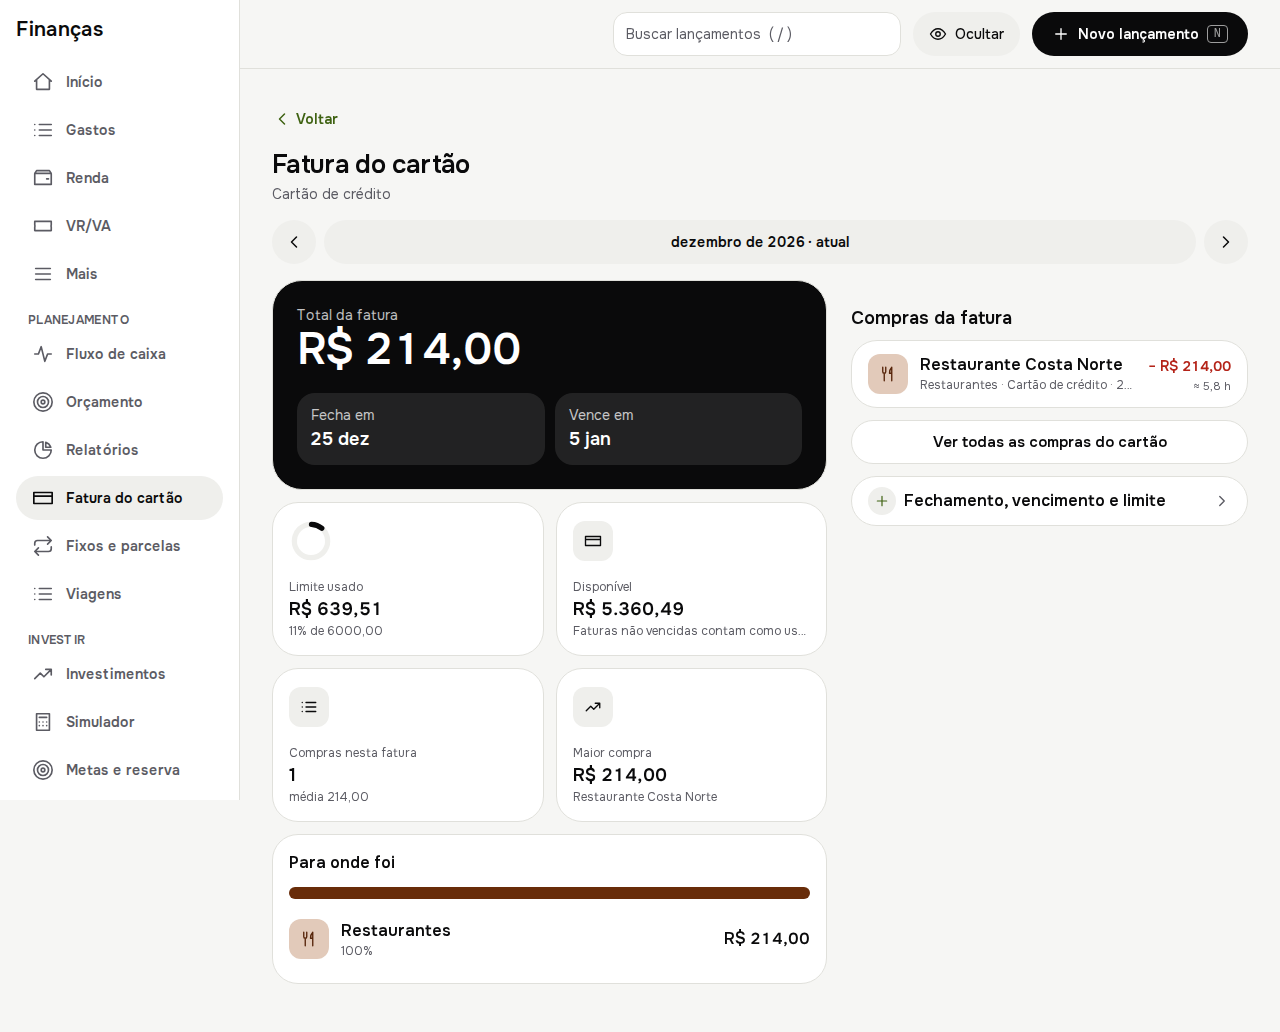 Finanças
Buscar lançamentos ( / )
Ocultar
Novo lançamento N
Início
Gastos
Renda
VR/VA
Mais
PLANEJAMENTO
Fluxo de caixa
Orçamento
Relatórios
Fatura do cartão
Fixos e parcelas
Viagens
INVESTIR
Investimentos
Simulador
Metas e reserva
Voltar
Fatura do cartão
Cartão de crédito
dezembro de 2026 · atual
Total da fatura
R$ 214,00
Fecha em
25 dez
Vence em
5 jan
Limite usado
R$ 639,51
11% de 6000,00
Disponível
R$ 5.360,49
Faturas não vencidas contam como us...
Compras nesta fatura
1
média 214,00
Maior compra
R$ 214,00
Restaurante Costa Norte
Para onde foi
Restaurantes
100%
R$ 214,00
Compras da fatura
Restaurante Costa Norte
− R$ 214,00
Restaurantes · Cartão de crédito · 2...
≈ 5,8 h
Ver todas as compras do cartão
Fechamento, vencimento e limite